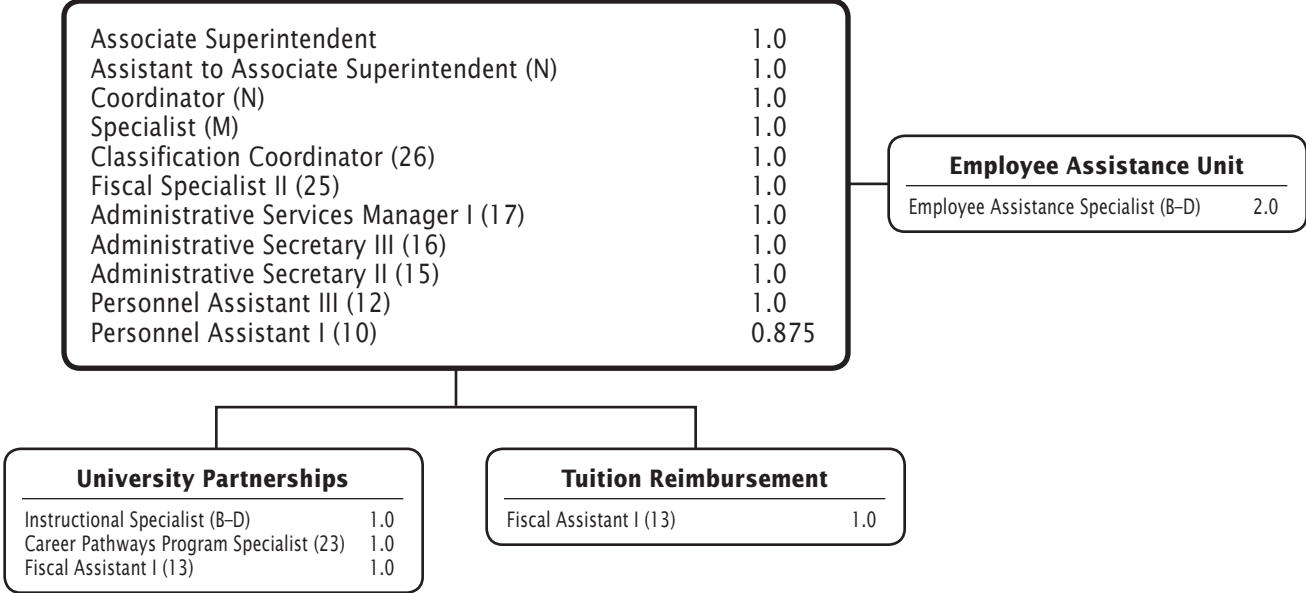 Associate Superintendent 1.0
Assistant to Associate Superintendent (N) 1.0
Coordinator (N) 1.0
Specialist (M) 1.0
Classification Coordinator (26) 1.0
Fiscal Specialist II (25) 1.0
Administrative Services Manager I (17) 1.0
Administrative Secretary III (16) 1.0
Administrative Secretary II (15) 1.0
Personnel Assistant III (12) 1.0
Personnel Assistant I (10) 0.875
Employee Assistance Unit
Employee Assistance Specialist (B–D) 2.0
University Partnerships
Instructional Specialist (B–D) 1.0
Career Pathways Program Specialist (23) 1.0
Fiscal Assistant I (13) 1.0
Tuition Reimbursement
Fiscal Assistant I (13) 1.0